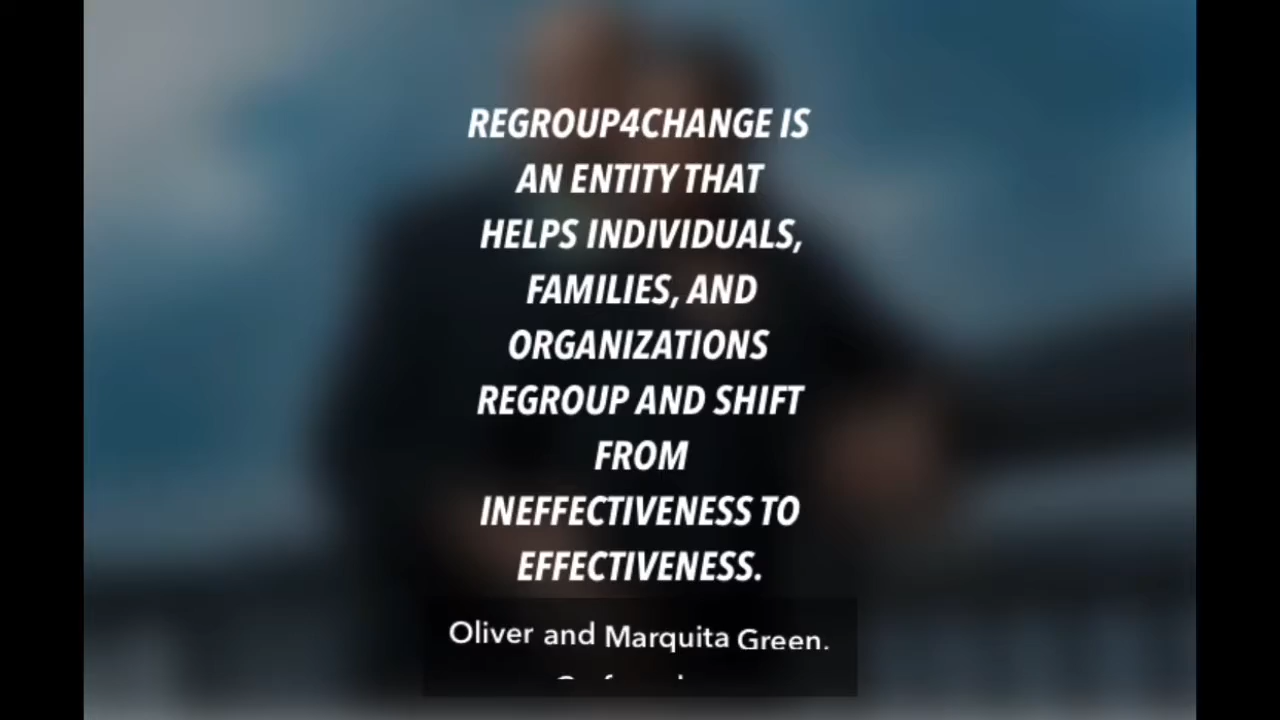 REGROUP4CHANGE IS
AN ENTITY THAT
HELPS INDIVIDUALS,
FAMILIES, AND
ORGANIZATIONS
REGROUP AND SHIFT
FROM
INEFFECTIVENESS TO
EFFECTIVENESS.
Oliver and Marquita Green.